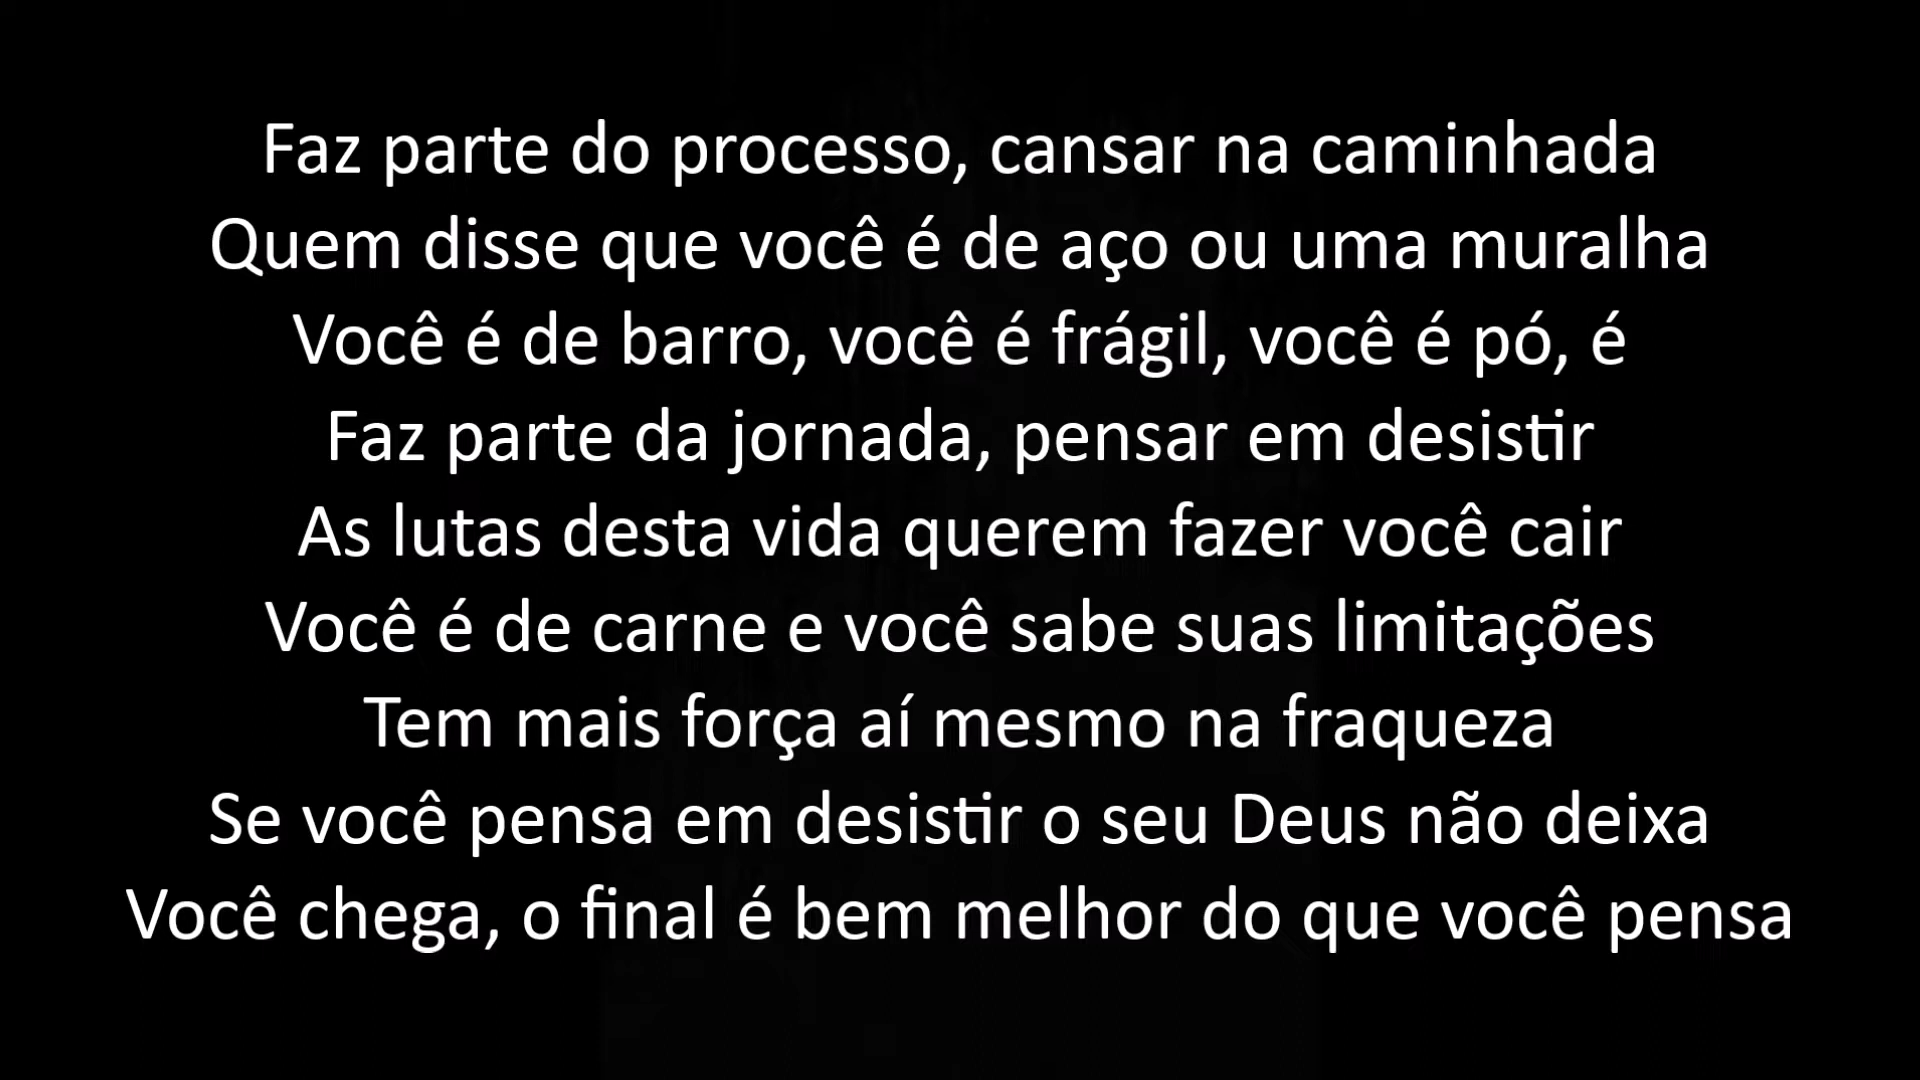 Faz parte do processo, cansar na caminhada
Quem disse que você é de aço ou uma muralha
Você é de barro, você é frágil, você é pó, é
Faz parte da jornada, pensar em desistir
As lutas desta vida querem fazer você cair
Você é de carne e você sabe suas limitações
Tem mais força aí mesmo na fraqueza
Se você pensa em desistir o seu Deus não deixa
Você chega, o final é bem melhor do que você pensa